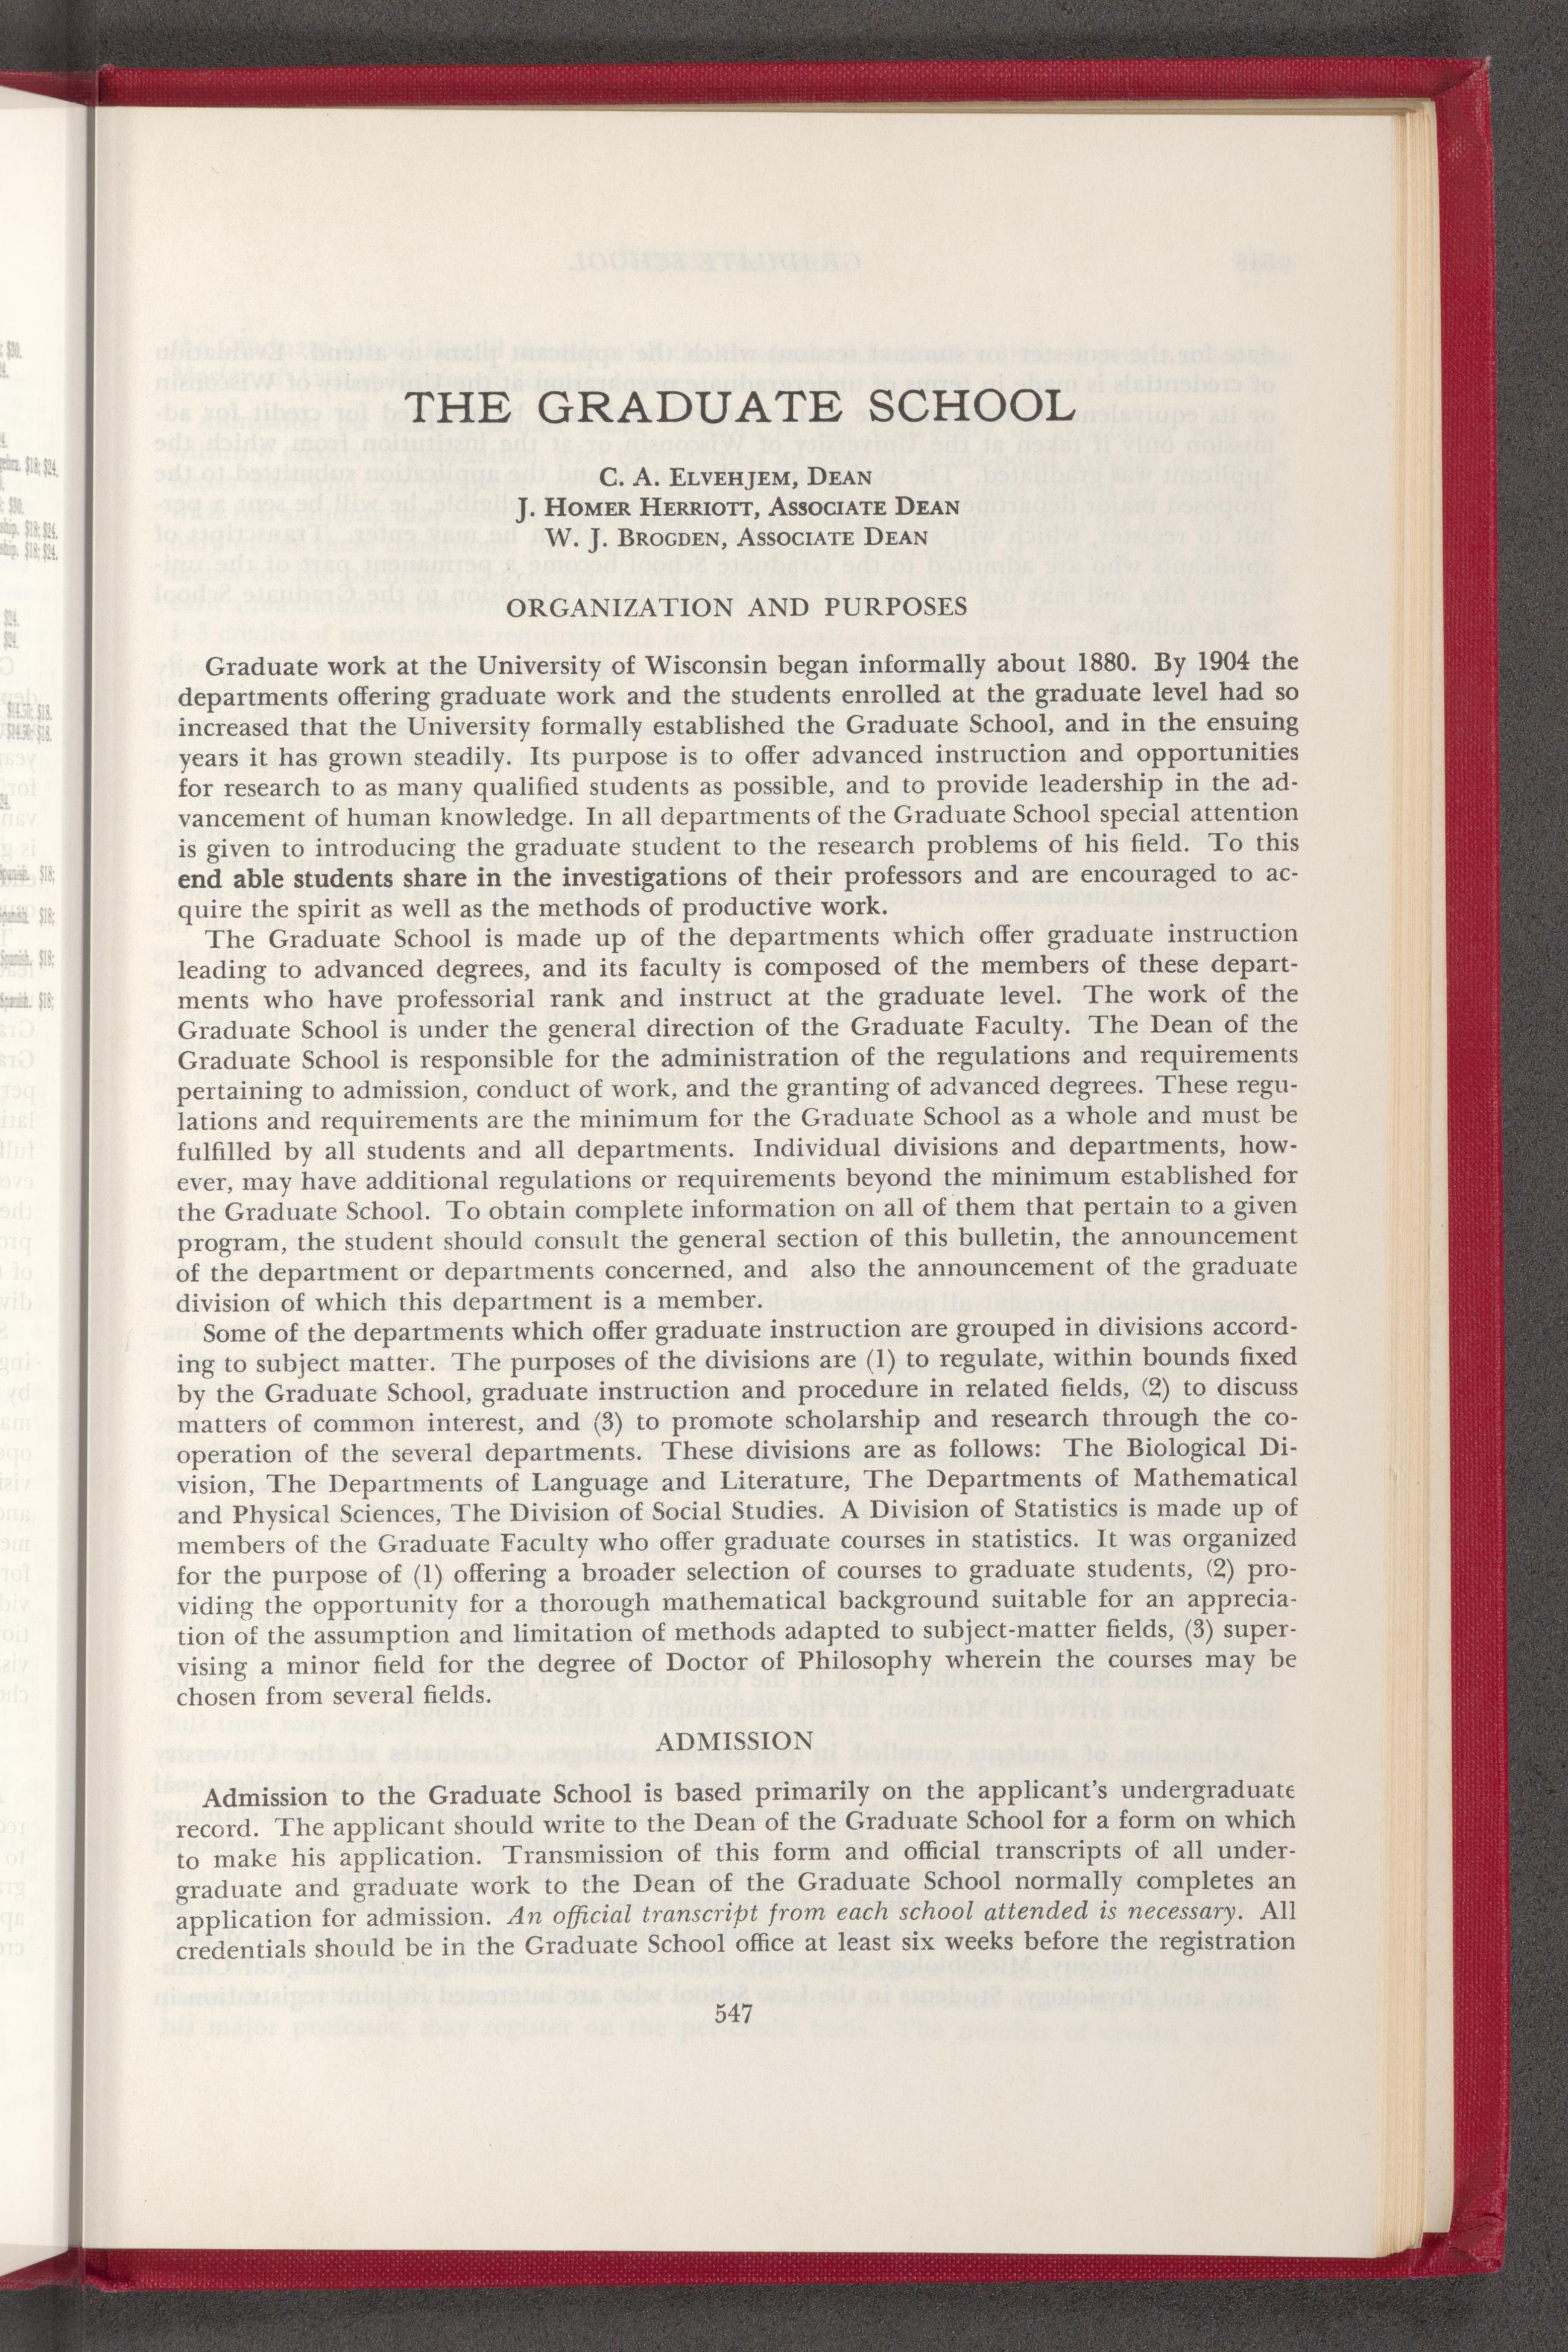 THE GRADUATE SCHOOL
C. A. ELVEHJEM, DEAN
J. HOMER HERRIOTT, ASSOCIATE DEAN
W. J. BROGDEN, ASSOCIATE DEAN
ORGANIZATION AND PURPOSES
Graduate work at the University of Wisconsin began informally about 1880. By 1904 the
departments offering graduate work and the students enrolled at the graduate level had so
increased that the University formally established the Graduate School, and in the ensuing
years it has grown steadily. Its purpose is to offer advanced instruction and opportunities
for research to as many qualified students as possible, and to provide leadership in the ad-
vancement of human knowledge. In all departments of the Graduate School special attention
is given to introducing the graduate student to the research problems of his field. To this
end able students share in the investigations of their professors and are encouraged to ac-
quire the spirit as well as the methods of productive work.
The Graduate School is made up of the departments which offer graduate instruction
leading to advanced degrees, and its faculty is composed of the members of these depart-
ments who have professorial rank and instruct at the graduate level. The work of the
Graduate School is under the general direction of the Graduate Faculty. The Dean of the
Graduate School is responsible for the administration of the regulations and requirements
pertaining to admission, conduct of work, and the granting of advanced degrees. These regu-
lations and requirements are the minimum for the Graduate School as a whole and must be
fulfilled by all students and all departments. Individual divisions and departments, how-
ever, may have additional regulations or requirements beyond the minimum established for
the Graduate School. To obtain complete information on all of them that pertain to a given
program, the student should consult the general section of this bulletin, the announcement
of the department or departments concerned, and also the announcement of the graduate
division of which this department is a member.
Some of the departments which offer graduate instruction are grouped in divisions accord-
ing to subject matter. The purposes of the divisions are (1) to regulate, within bounds fixed
by the Graduate School, graduate instruction and procedure in related fields, (2) to discuss
matters of common interest, and (3) to promote scholarship and research through the co-
operation of the several departments. These divisions are as follows: The Biological Di-
vision, The Departments of Language and Literature, The Departments of Mathematical
and Physical Sciences, The Division of Social Studies. A Division of Statistics is made up of
members of the Graduate Faculty who offer graduate courses in statistics. It was organized
for the purpose of (1) offering a broader selection of courses to graduate students, (2) pro-
viding the opportunity for a thorough mathematical background suitable for an apprecia-
tion of the assumption and limitation of methods adapted to subject-matter fields, (3) super-
vising a minor field for the degree of Doctor of Philosophy wherein the courses may be
chosen from several fields.
ADMISSION
Admission to the Graduate School is based primarily on the applicant's undergraduate
record. The applicant should write to the Dean of the Graduate School for a form on which
to make his application. Transmission of this form and official transcripts of all under-
graduate and graduate work to the Dean of the Graduate School normally completes an
application for admission. An official transcript from each school attended is necessary. All
credentials should be in the Graduate School office at least six weeks before the registration
547